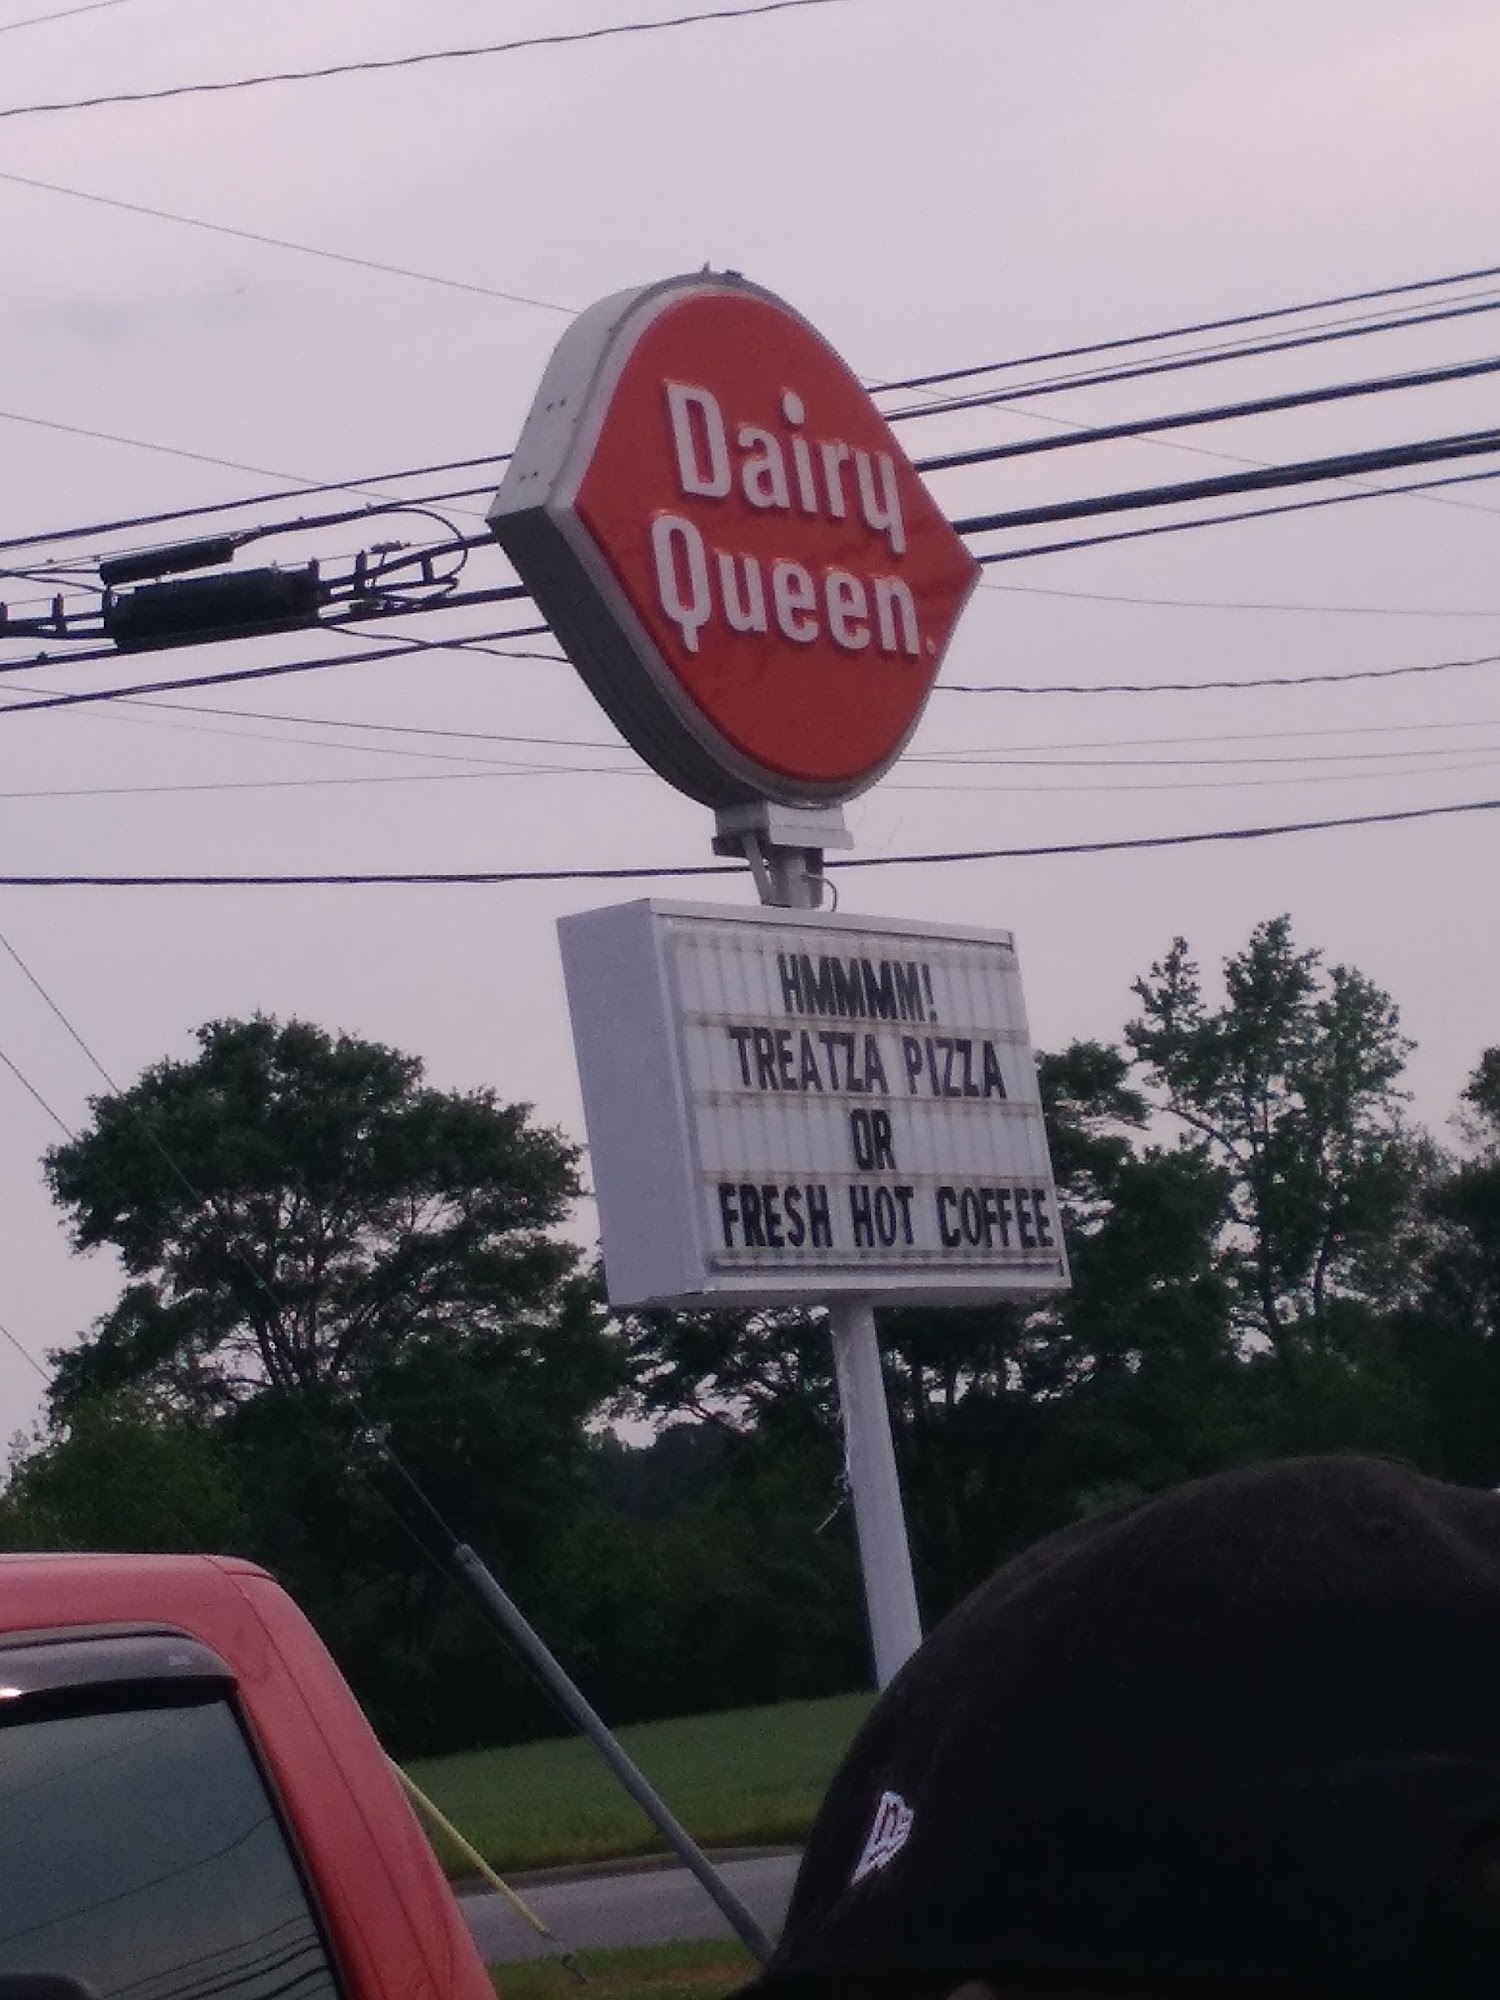 Dairy
Queen.
HMMMM!
TREATZA PIZZA
OR
FRESH HOT COFFEE